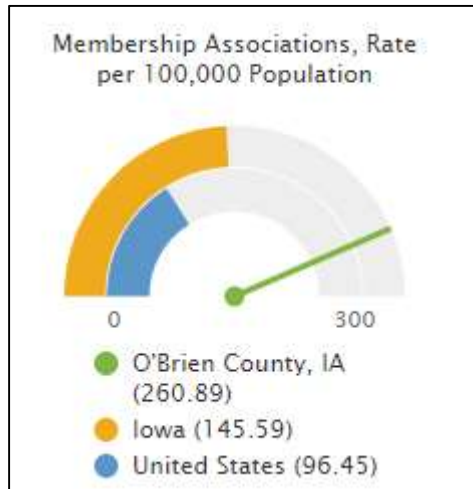 Membership Associations, Rate
per 100,000 Population
0
300
O'Brien County, IA
(260.89)
Iowa (145.59)
United States (96.45)